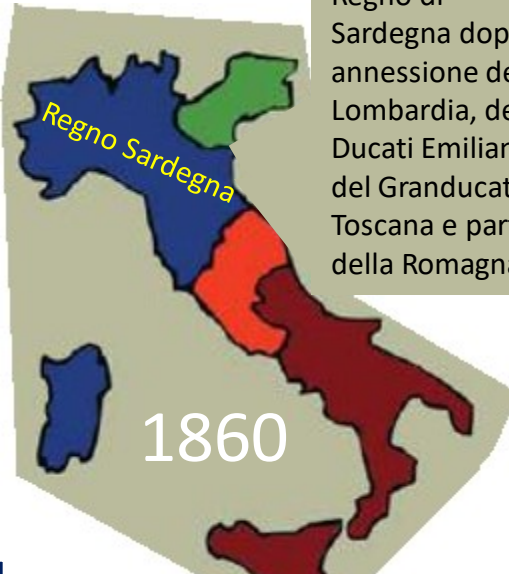 Regno di
Sardegna dop
annessione de
Lombardia, de
Ducati Emilian
del Granducat
Toscana e par
della Romagna
Regno Sardegna
1860